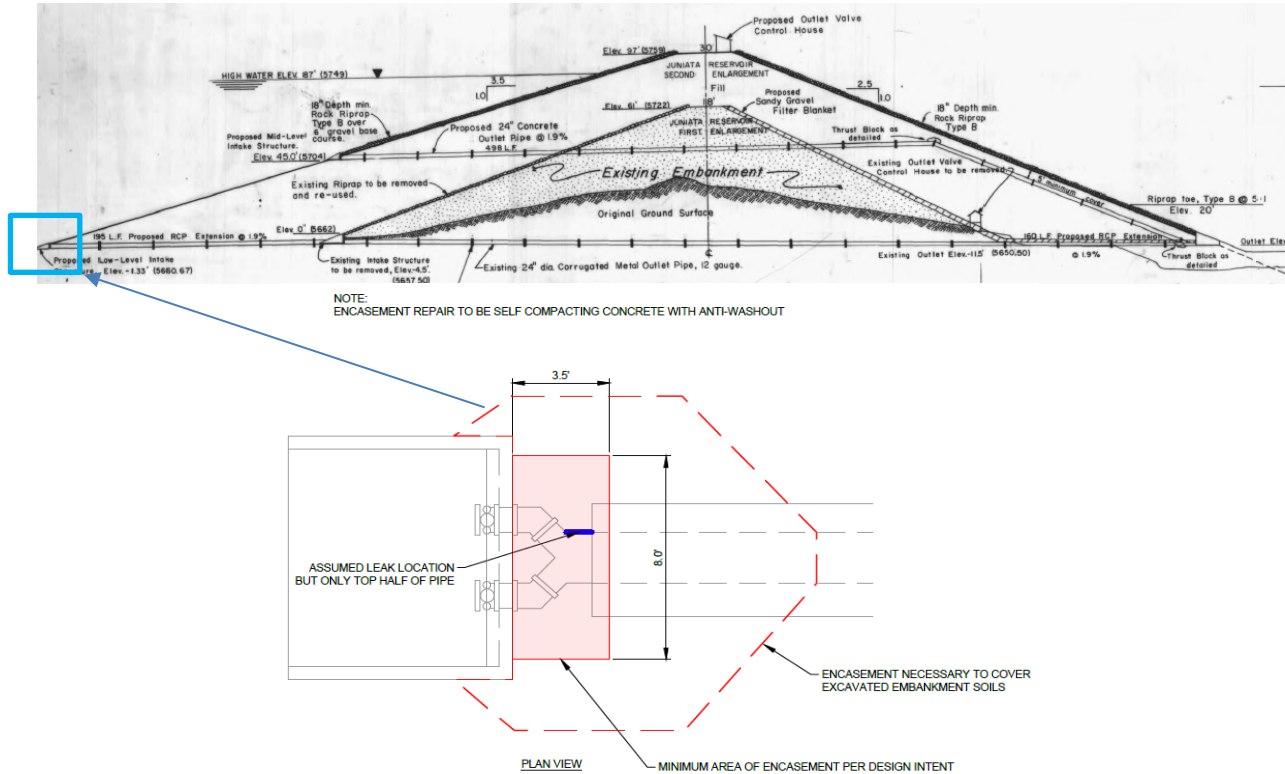 Proposed Outlet Valve
Control House
Elev. 97' (5759)
30'
JUNIATA RESERVOIR
SECOND ENLARGEMENT
Fill
HIGH WATER ELEV. 87' (5749)
3.5
1.0
2.5
1.0
18" Depth min.
Rock Riprap
Type B over
6" gravel base
course.
Elev. 61' (5722)
18'
Proposed
Sandy Gravel
Filter Blanket
JUNIATA RESERVOIR
FIRST ENLARGEMENT
18" Depth min.
Rock Riprap
Type B
Proposed Mid-Level
Intake Structure.
Proposed 24" Concrete
Outlet Pipe @ 1.9%
498 L.F.
Thrust Block as
detailed
Elev. 45.0' (5704)
Existing Embankment
Existing Outlet Valve
Control House to be removed
Existing Riprap to be removed
and re-used.
5' minimum cover
Original Ground Surface
Riprap toe, Type B @ 5:1
Elev. 20'
195 L.F. Proposed RCP Extension @ 1.9%
Elev. 0' (5662)
160 L.F. Proposed RCP Extension
@ 1.9%
Outlet Elev
Proposed Low-Level Intake
Elev.-1.33' (5660.67)
Existing Intake Structure
to be removed, Elev.-4.5'
(5657.50)
Existing 24" dia. Corrugated Metal Outlet Pipe, 12 gauge.
℄
Existing Outlet Elev.-11.5' (5650.50)
Thrust Block as
detailed
NOTE:
ENCASEMENT REPAIR TO BE SELF COMPACTING CONCRETE WITH ANTI-WASHOUT
3.5'
8.0'
ASSUMED LEAK LOCATION
BUT ONLY TOP HALF OF PIPE
ENCASEMENT NECESSARY TO COVER
EXCAVATED EMBANKMENT SOILS
PLAN VIEW
MINIMUM AREA OF ENCASEMENT PER DESIGN INTENT